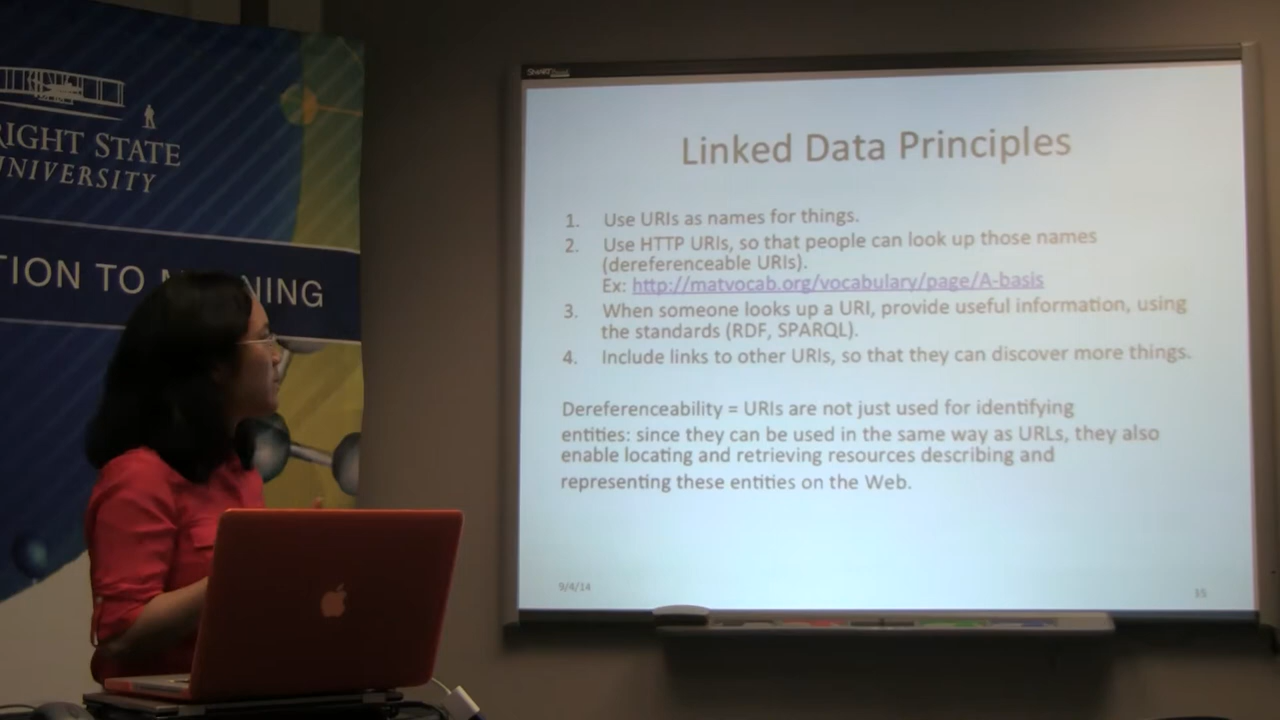 RIGHT STATE
UNIVERSITY
TION TO
NING
SMART
Linked Data Principles
1. Use URIs as names for things.
2. Use HTTP URIs, so that people can look up those names
(dereferenceable URIs).
Ex: http://matvocab.org/vocabulary/page/A-basis
3. When someone looks up a URI, provide useful information, using
the standards (RDF, SPARQL).
4. Include links to other URIs, so that they can discover more things.
Dereferenceability = URIs are not just used for identifying
entities: since they can be used in the same way as URLs, they also
enable locating and retrieving resources describing and
representing these entities on the Web.
9/4/14